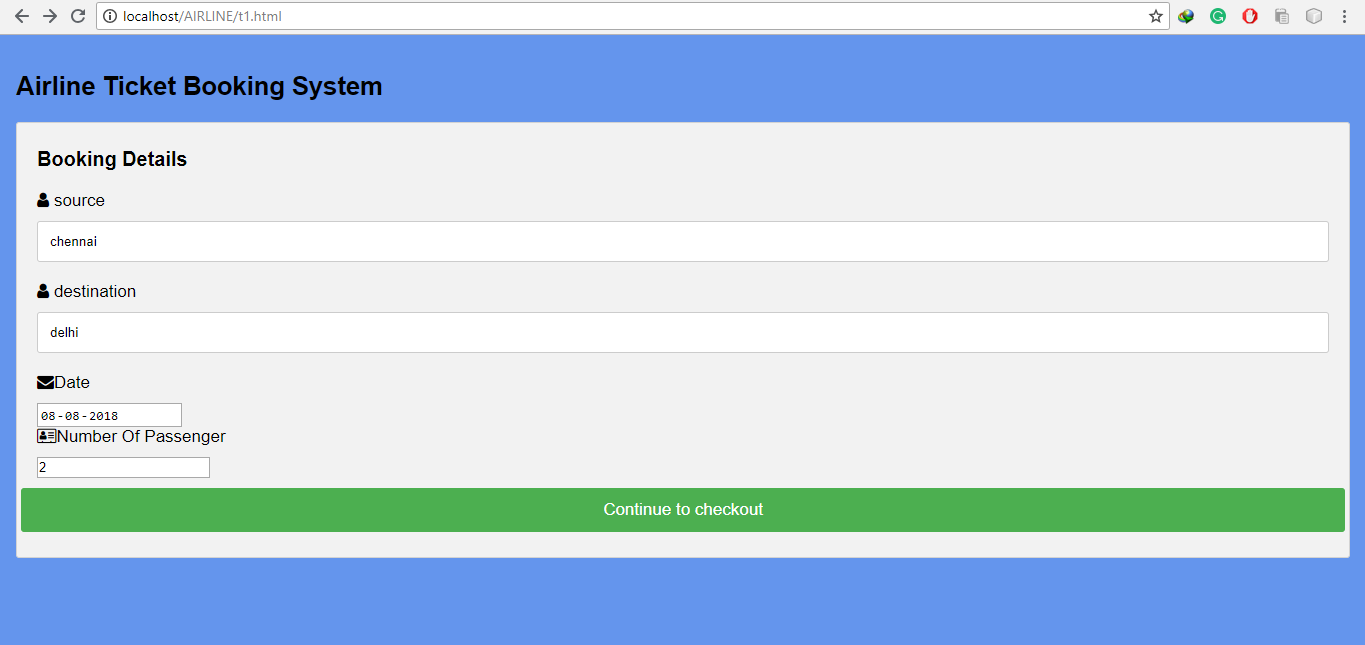 localhost/AIRLINE/t1.html
Airline Ticket Booking System
Booking Details
source
chennai
destination
delhi
Date
08-08-2018
Number Of Passenger
2
Continue to checkout